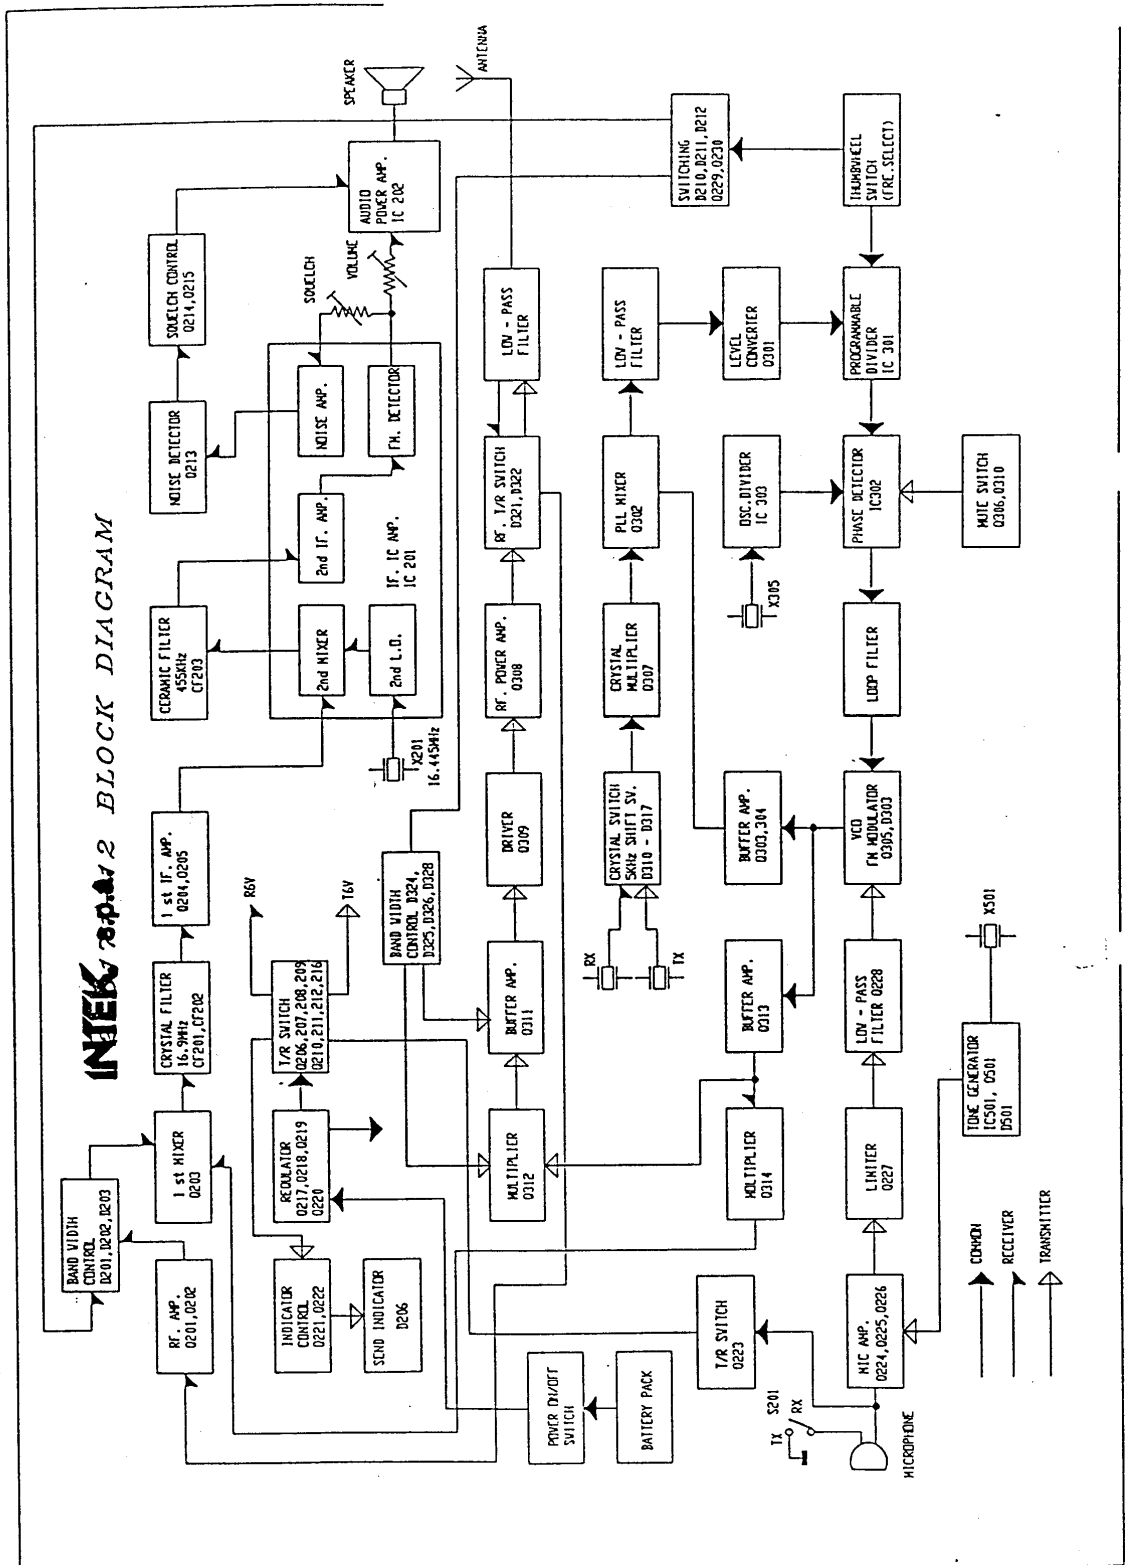 INTEK S.p.A.
12 BLOCK DIAGRAM
BAND WIDTH
CONTROL
D201,D202,D203
RF. AMP.
Q201,Q202
1 st MIXER
Q203
CRYSTAL FILTER
16.9MHz
CF201,CF202
1 st IF. AMP.
Q204,Q205
CERAMIC FILTER
455KHz
CF203
NOISE DETECTOR
Q213
SQUELCH CONTROL
Q214,Q215
2nd MIXER
2nd L.O.
2nd IF. AMP.
IF. IC AMP.
IC 201
NOISE AMP.
FM. DETECTOR
X201
16.445MHz
SQUELCH
VOLUME
AUDIO
POWER AMP.
IC 202
SPEAKER
ANTENNA
INDICATOR
CONTROL
Q221,Q222
SEND INDICATOR
D206
REGULATOR
Q217,Q218,Q219
Q220
T/R SWITCH
Q206,207,208,209
Q210,211,212,216
R6V
T6V
BAND WIDTH
CONTROL D324,
D325,D326,D328
MULTIPLIER
Q312
BUFFER AMP.
Q311
DRIVER
Q309
RF. POWER AMP.
Q308
RF. T/R SWITCH
D321,D322
LOW - PASS
FILTER
POWER ON/OFF
SWITCH
BATTERY PACK
RX
TX
CRYSTAL SWITCH
5KHz SHIFT SW.
D310 - D317
CRYSTAL
MULTIPLIER
Q307
PLL MIXER
Q302
LOW - PASS
FILTER
SWITCHING
D210,D211,D212
Q229,Q230
T/R SWITCH
Q223
MULTIPLIER
Q314
BUFFER AMP.
Q313
BUFFER AMP.
Q303,304
X305
OSC.DIVIDER
IC 303
LEVEL
CONVERTER
Q301
TX
S201
RX
MICROPHONE
MIC AMP.
Q224,Q225,Q226
LIMITER
Q227
LOW - PASS
FILTER Q228
VCO
FM MODULATOR
Q305,D303
LOOP FILTER
PHASE DETECTOR
IC302
PROGRAMMABLE
DIVIDER
IC 301
THUMBWHEEL
SWITCH
(FRE.SELECT)
TONE GENERATOR
IC501, Q501
D501
X501
MUTE SWITCH
Q306,Q310
COMMON
RECEIVER
TRANSMITTER